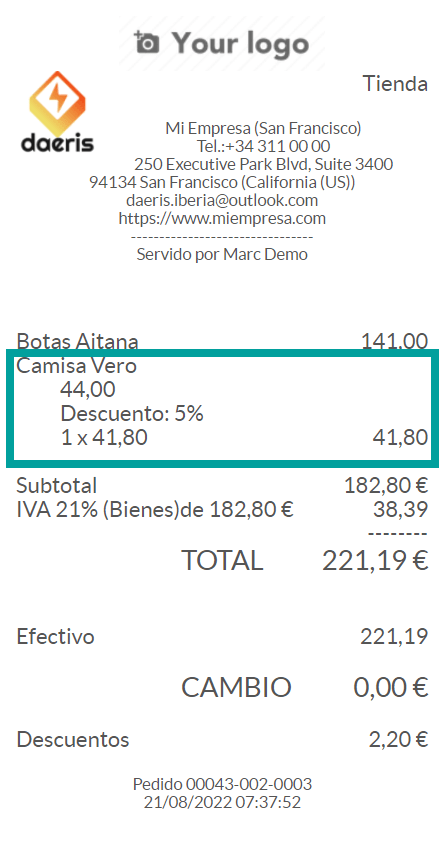 Your logo
Tienda
daeris
Mi Empresa (San Francisco)
Tel.:+34 311 00 00
250 Executive Park Blvd, Suite 3400
94134 San Francisco (California (US))
daeris.iberia@outlook.com
https://www.miempresa.com
--------------------------------
Servido por Marc Demo
Botas Aitana 141,00
Camisa Vero
44,00
Descuento: 5%
1 x 41,80 41,80
Subtotal 182,80 €
IVA 21% (Bienes)de 182,80 € 38,39
--------
TOTAL 221,19 €
Efectivo 221,19
CAMBIO 0,00 €
Descuentos 2,20 €
Pedido 00043-002-0003
21/08/2022 07:37:52